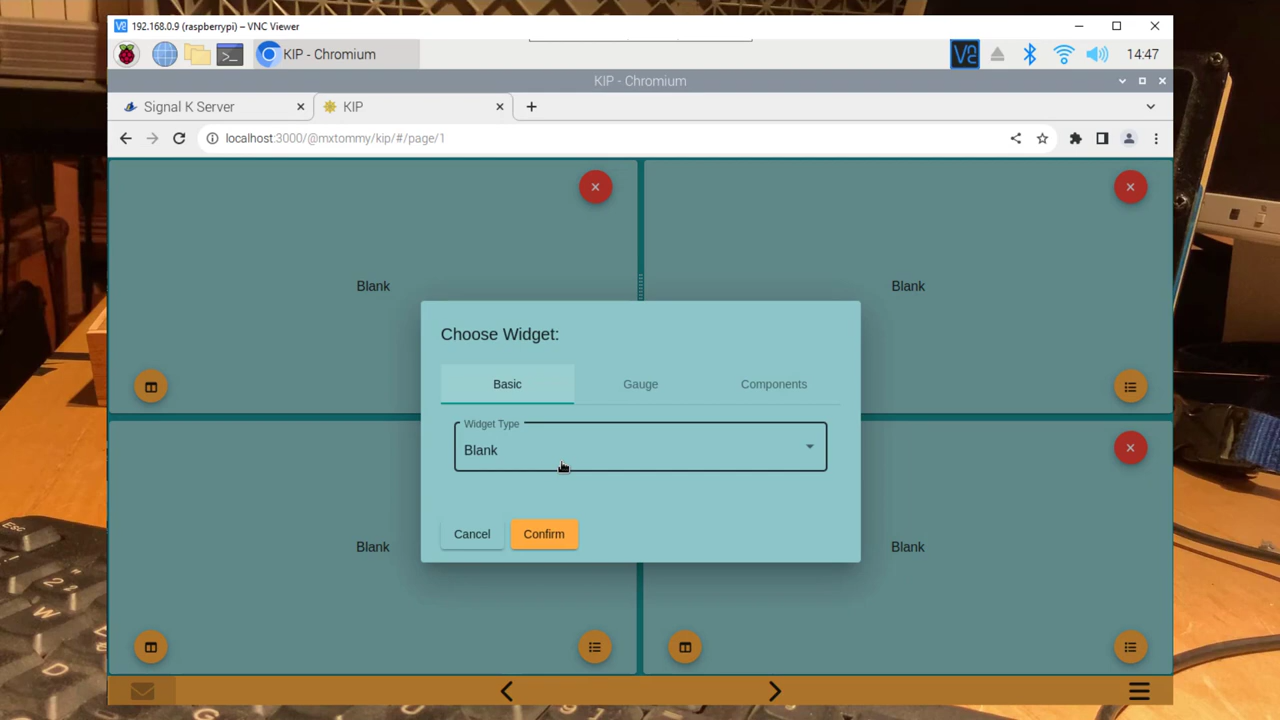 192.168.0.9 (raspberrypi) – VNC Viewer
KIP - Chromium
14:47
KIP - Chromium
Signal K Server
KIP
localhost:3000/@mxtommy/kip/#/page/1
Blank
Blank
Choose Widget:
Basic
Gauge
Components
Widget Type
Blank
Cancel
Confirm
Blank
Blank
Esc
W